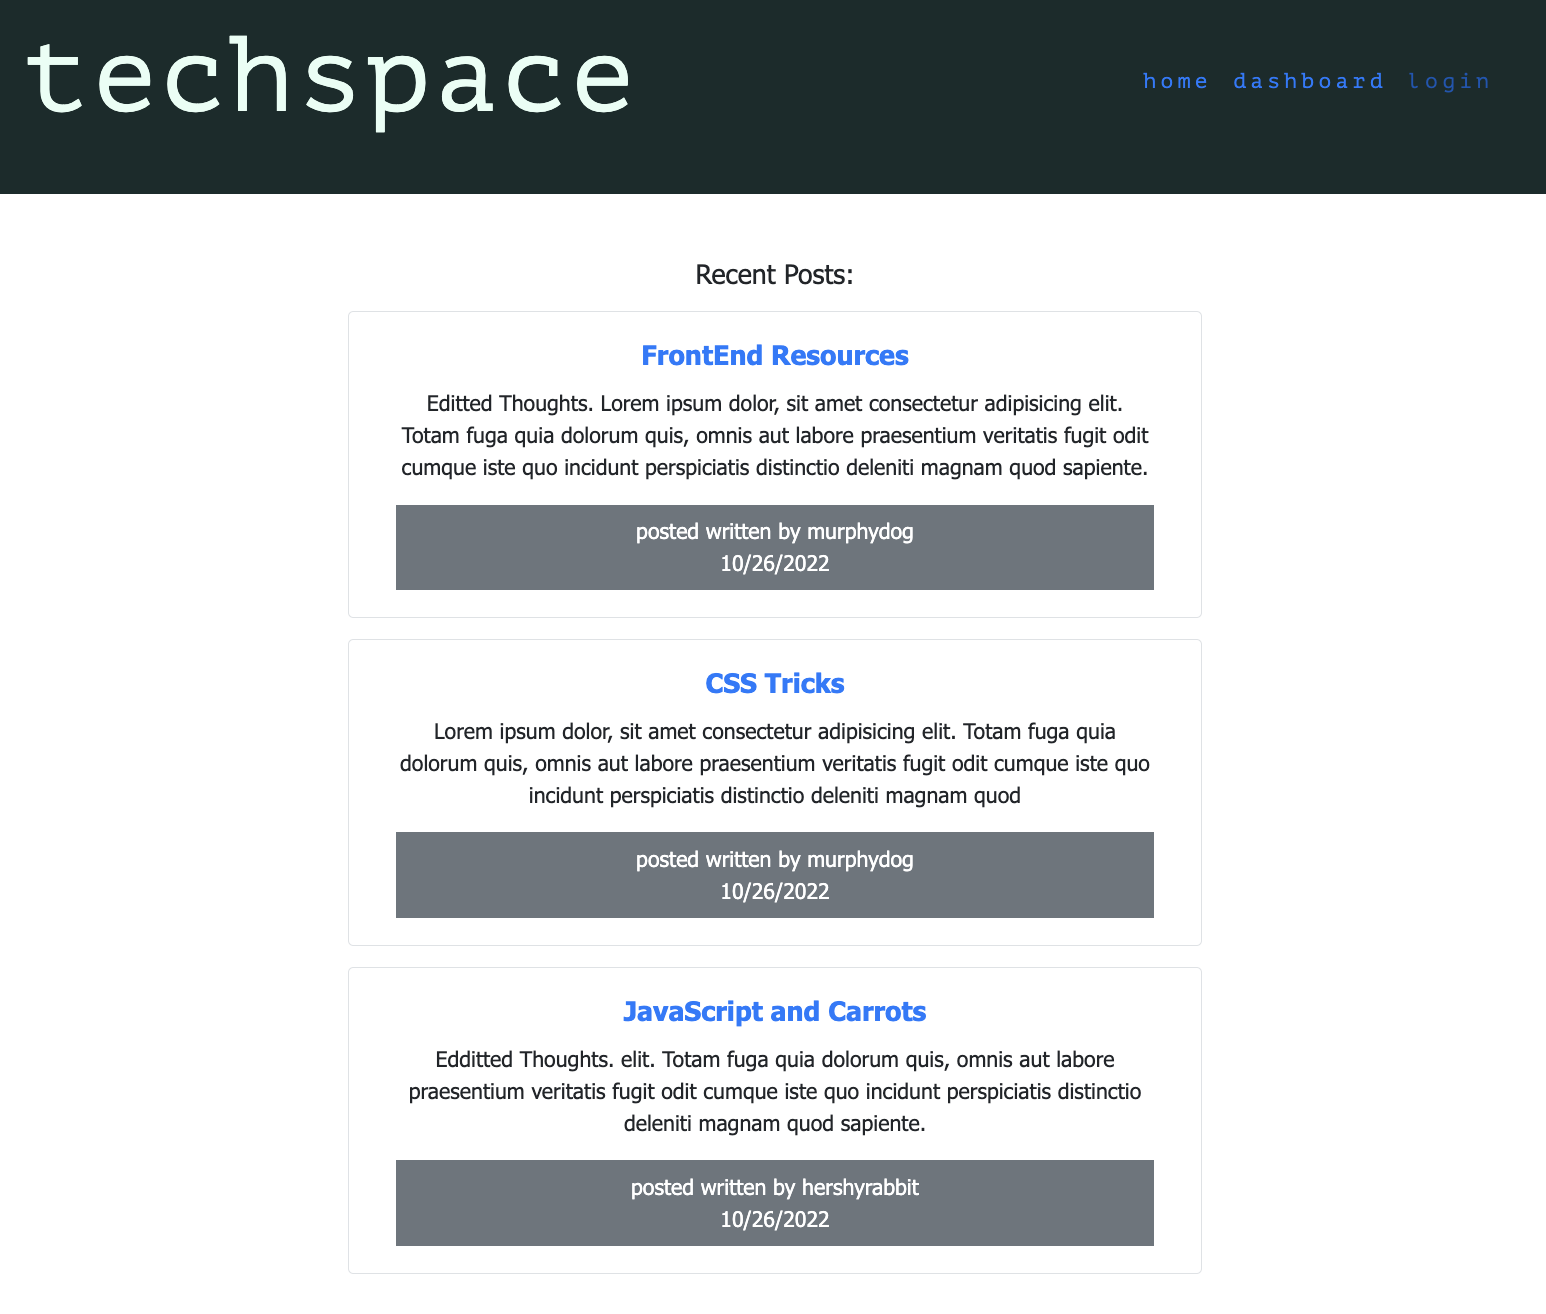 techspace
home dashboard login
Recent Posts:
FrontEnd Resources
Editted Thoughts. Lorem ipsum dolor, sit amet consectetur adipisicing elit.
Totam fuga quia dolorum quis, omnis aut labore praesentium veritatis fugit odit
cumque iste quo incidunt perspiciatis distinctio deleniti magnam quod sapiente.
posted written by murphydog
10/26/2022
CSS Tricks
Lorem ipsum dolor, sit amet consectetur adipisicing elit. Totam fuga quia
dolorum quis, omnis aut labore praesentium veritatis fugit odit cumque iste quo
incidunt perspiciatis distinctio deleniti magnam quod
posted written by murphydog
10/26/2022
JavaScript and Carrots
Edditted Thoughts. elit. Totam fuga quia dolorum quis, omnis aut labore
praesentium veritatis fugit odit cumque iste quo incidunt perspiciatis distinctio
deleniti magnam quod sapiente.
posted written by hershyrabbit
10/26/2022